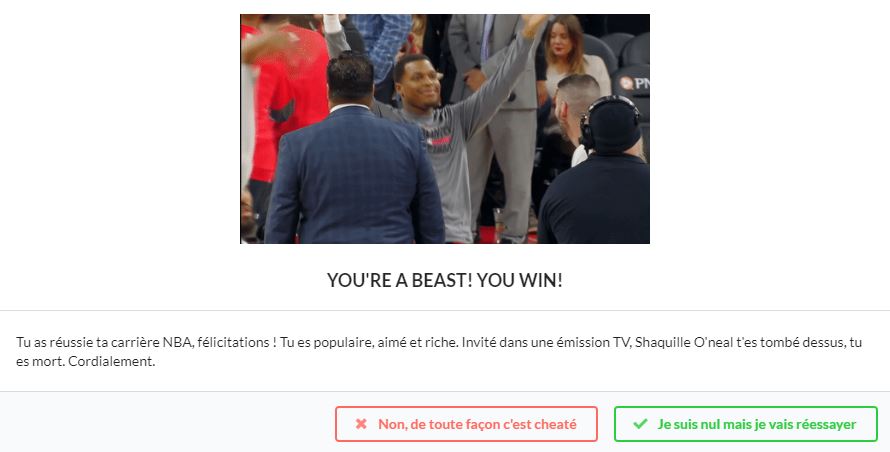 PN
YOU'RE A BEAST! YOU WIN!
Tu as réussie ta carrière NBA, félicitations ! Tu es populaire, aimé et riche. Invité dans une émission TV, Shaquille O'neal t'es tombé dessus, tu
es mort. Cordialement.
Non, de toute façon c'est cheaté
Je suis nul mais je vais réessayer